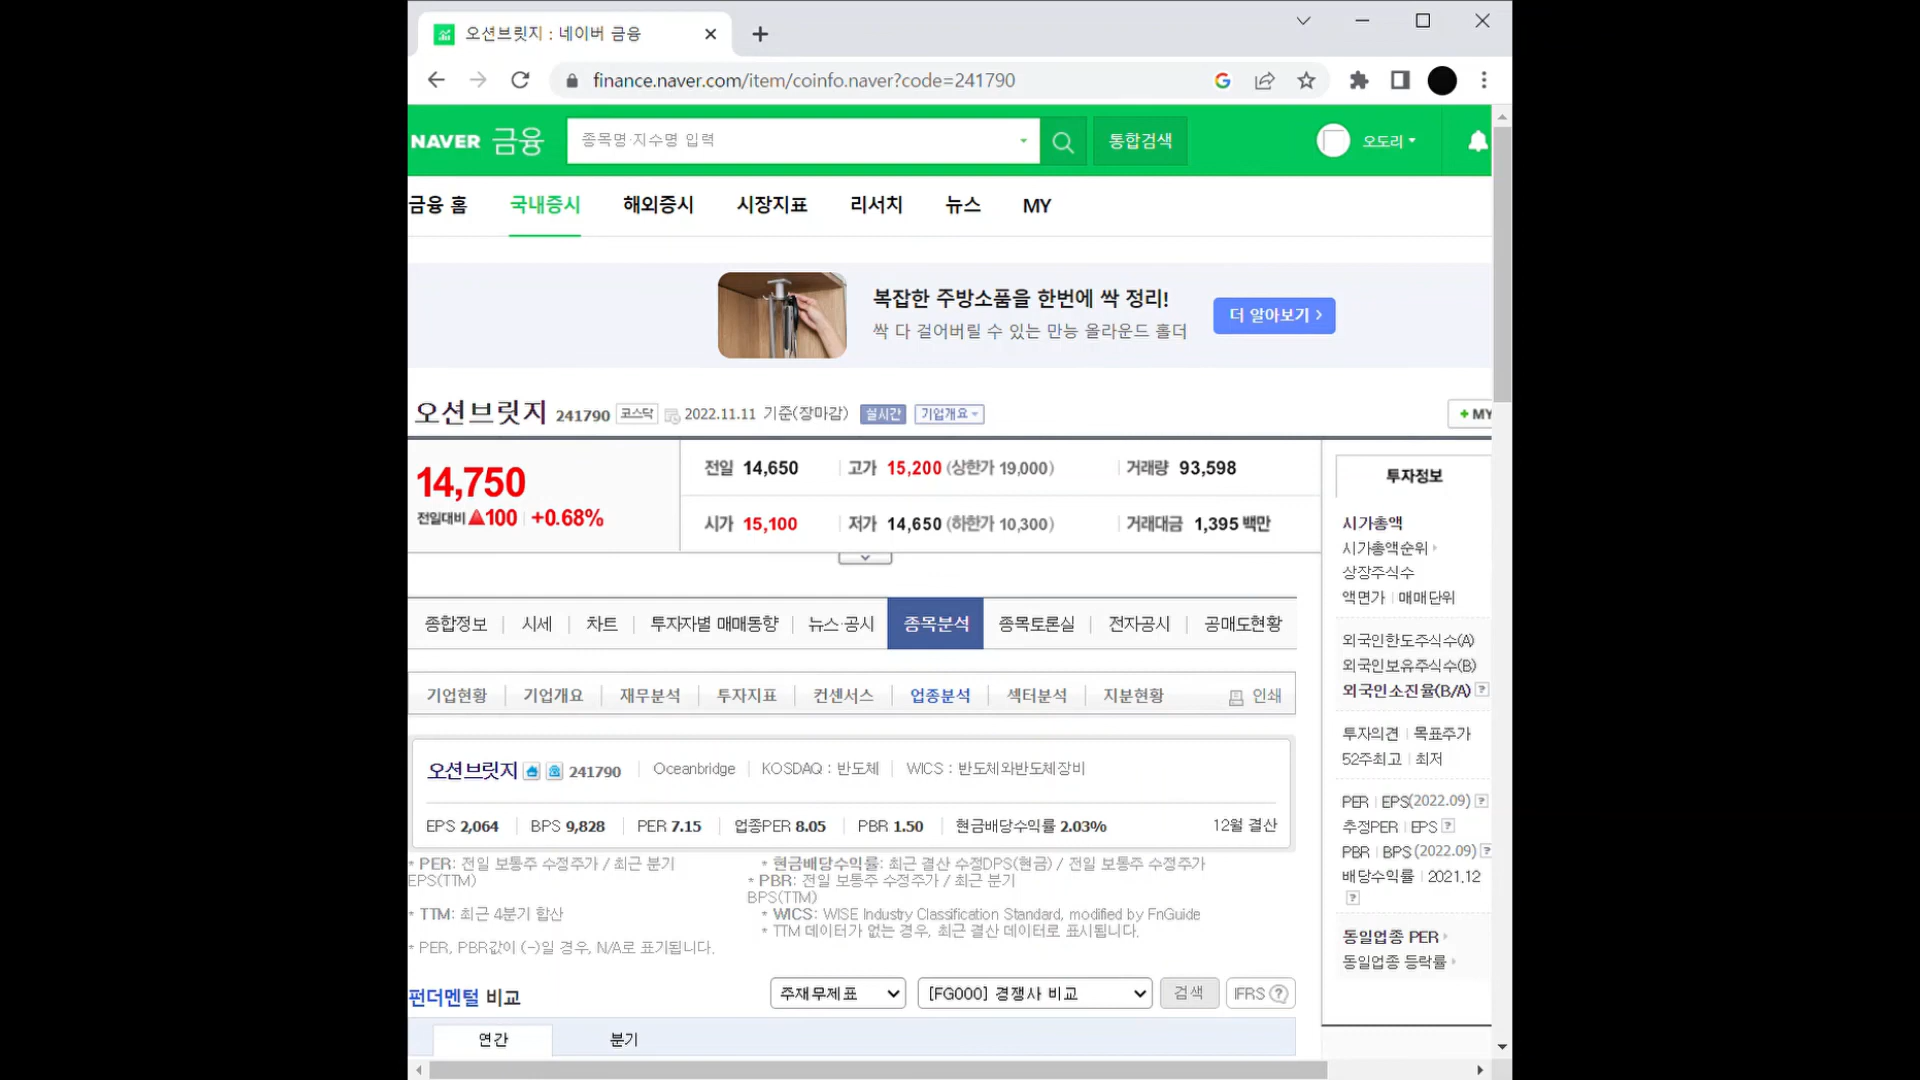 오션브릿지 : 네이버 금융
finance.naver.com/item/coinfo.naver?code=241790
NAVER 금융 종목명·지수명 입력 통합검색 오도리
금융 홈 국내증시 해외증시 시장지표 리서치 뉴스 MY
복잡한 주방소품을 한번에 싹 정리!
싹 다 걸어버릴 수 있는 만능 올라운드 홀더
더 알아보기 >
오션브릿지 241790 코스닥 2022.11.11 기준(장마감) 실시간 기업개요 + MY
14,750
전일대비 ▲100 +0.68%
전일 14,650 고가 15,200 (상한가 19,000) 거래량 93,598
시가 15,100 저가 14,650 (하한가 10,300) 거래대금 1,395 백만
종합정보 시세 차트 투자자별 매매동향 뉴스·공시 종목분석 종목토론실 전자공시 공매도현황
기업현황 기업개요 재무분석 투자지표 컨센서스 업종분석 섹터분석 지분현황 인쇄
오션브릿지 241790 Oceanbridge KOSDAQ : 반도체 WICS : 반도체와반도체장비
EPS 2,064 BPS 9,828 PER 7.15 업종PER 8.05 PBR 1.50 현금배당수익률 2.03% 12월 결산
* PER: 전일 보통주 수정주가 / 최근 분기
EPS(TTM)
* TTM: 최근 4분기 합산
* PER, PBR값이 (-)일 경우, N/A로 표기됩니다.
* 현금배당수익률: 최근 결산 수정DPS(현금) / 전일 보통주 수정주가
* PBR: 전일 보통주 수정주가 / 최근 분기
BPS(TTM)
* WICS: WISE Industry Classification Standard, modified by FnGuide
* TTM 데이터가 없는 경우, 최근 결산 데이터로 표시됩니다.
펀더멘털 비교 주재무제표 [FG000] 경쟁사 비교 검색 IFRS ?
연간 분기
투자정보
시가총액
시가총액순위
상장주식수
액면가 매매단위
외국인한도주식수(A)
외국인보유주식수(B)
외국인소진율(B/A) ?
투자의견 목표주가
52주최고 최저
PER EPS(2022.09) ?
추정PER EPS ?
PBR BPS (2022.09) ?
배당수익률 2021.12
?
동일업종 PER
동일업종 등락률